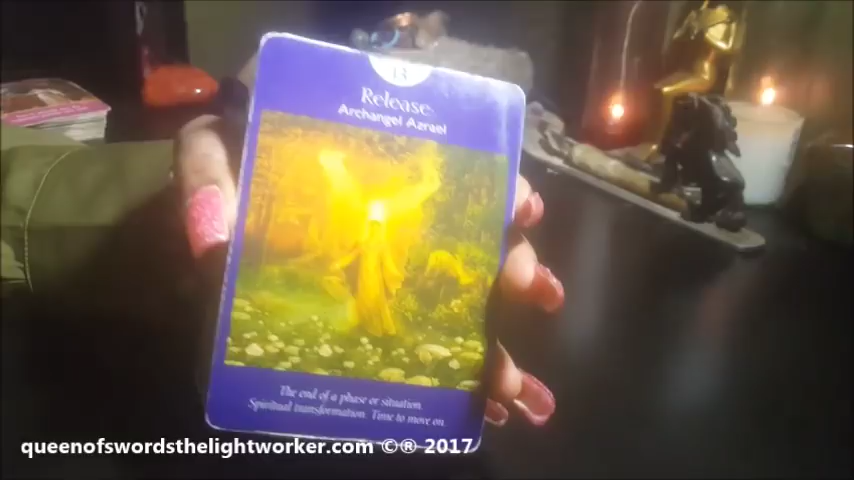 13
Release
Archangel Azrael
The end of a phase or situation.
Spiritual transformation. Time to move on.
queenofswordsthelightworker.com ©® 2017